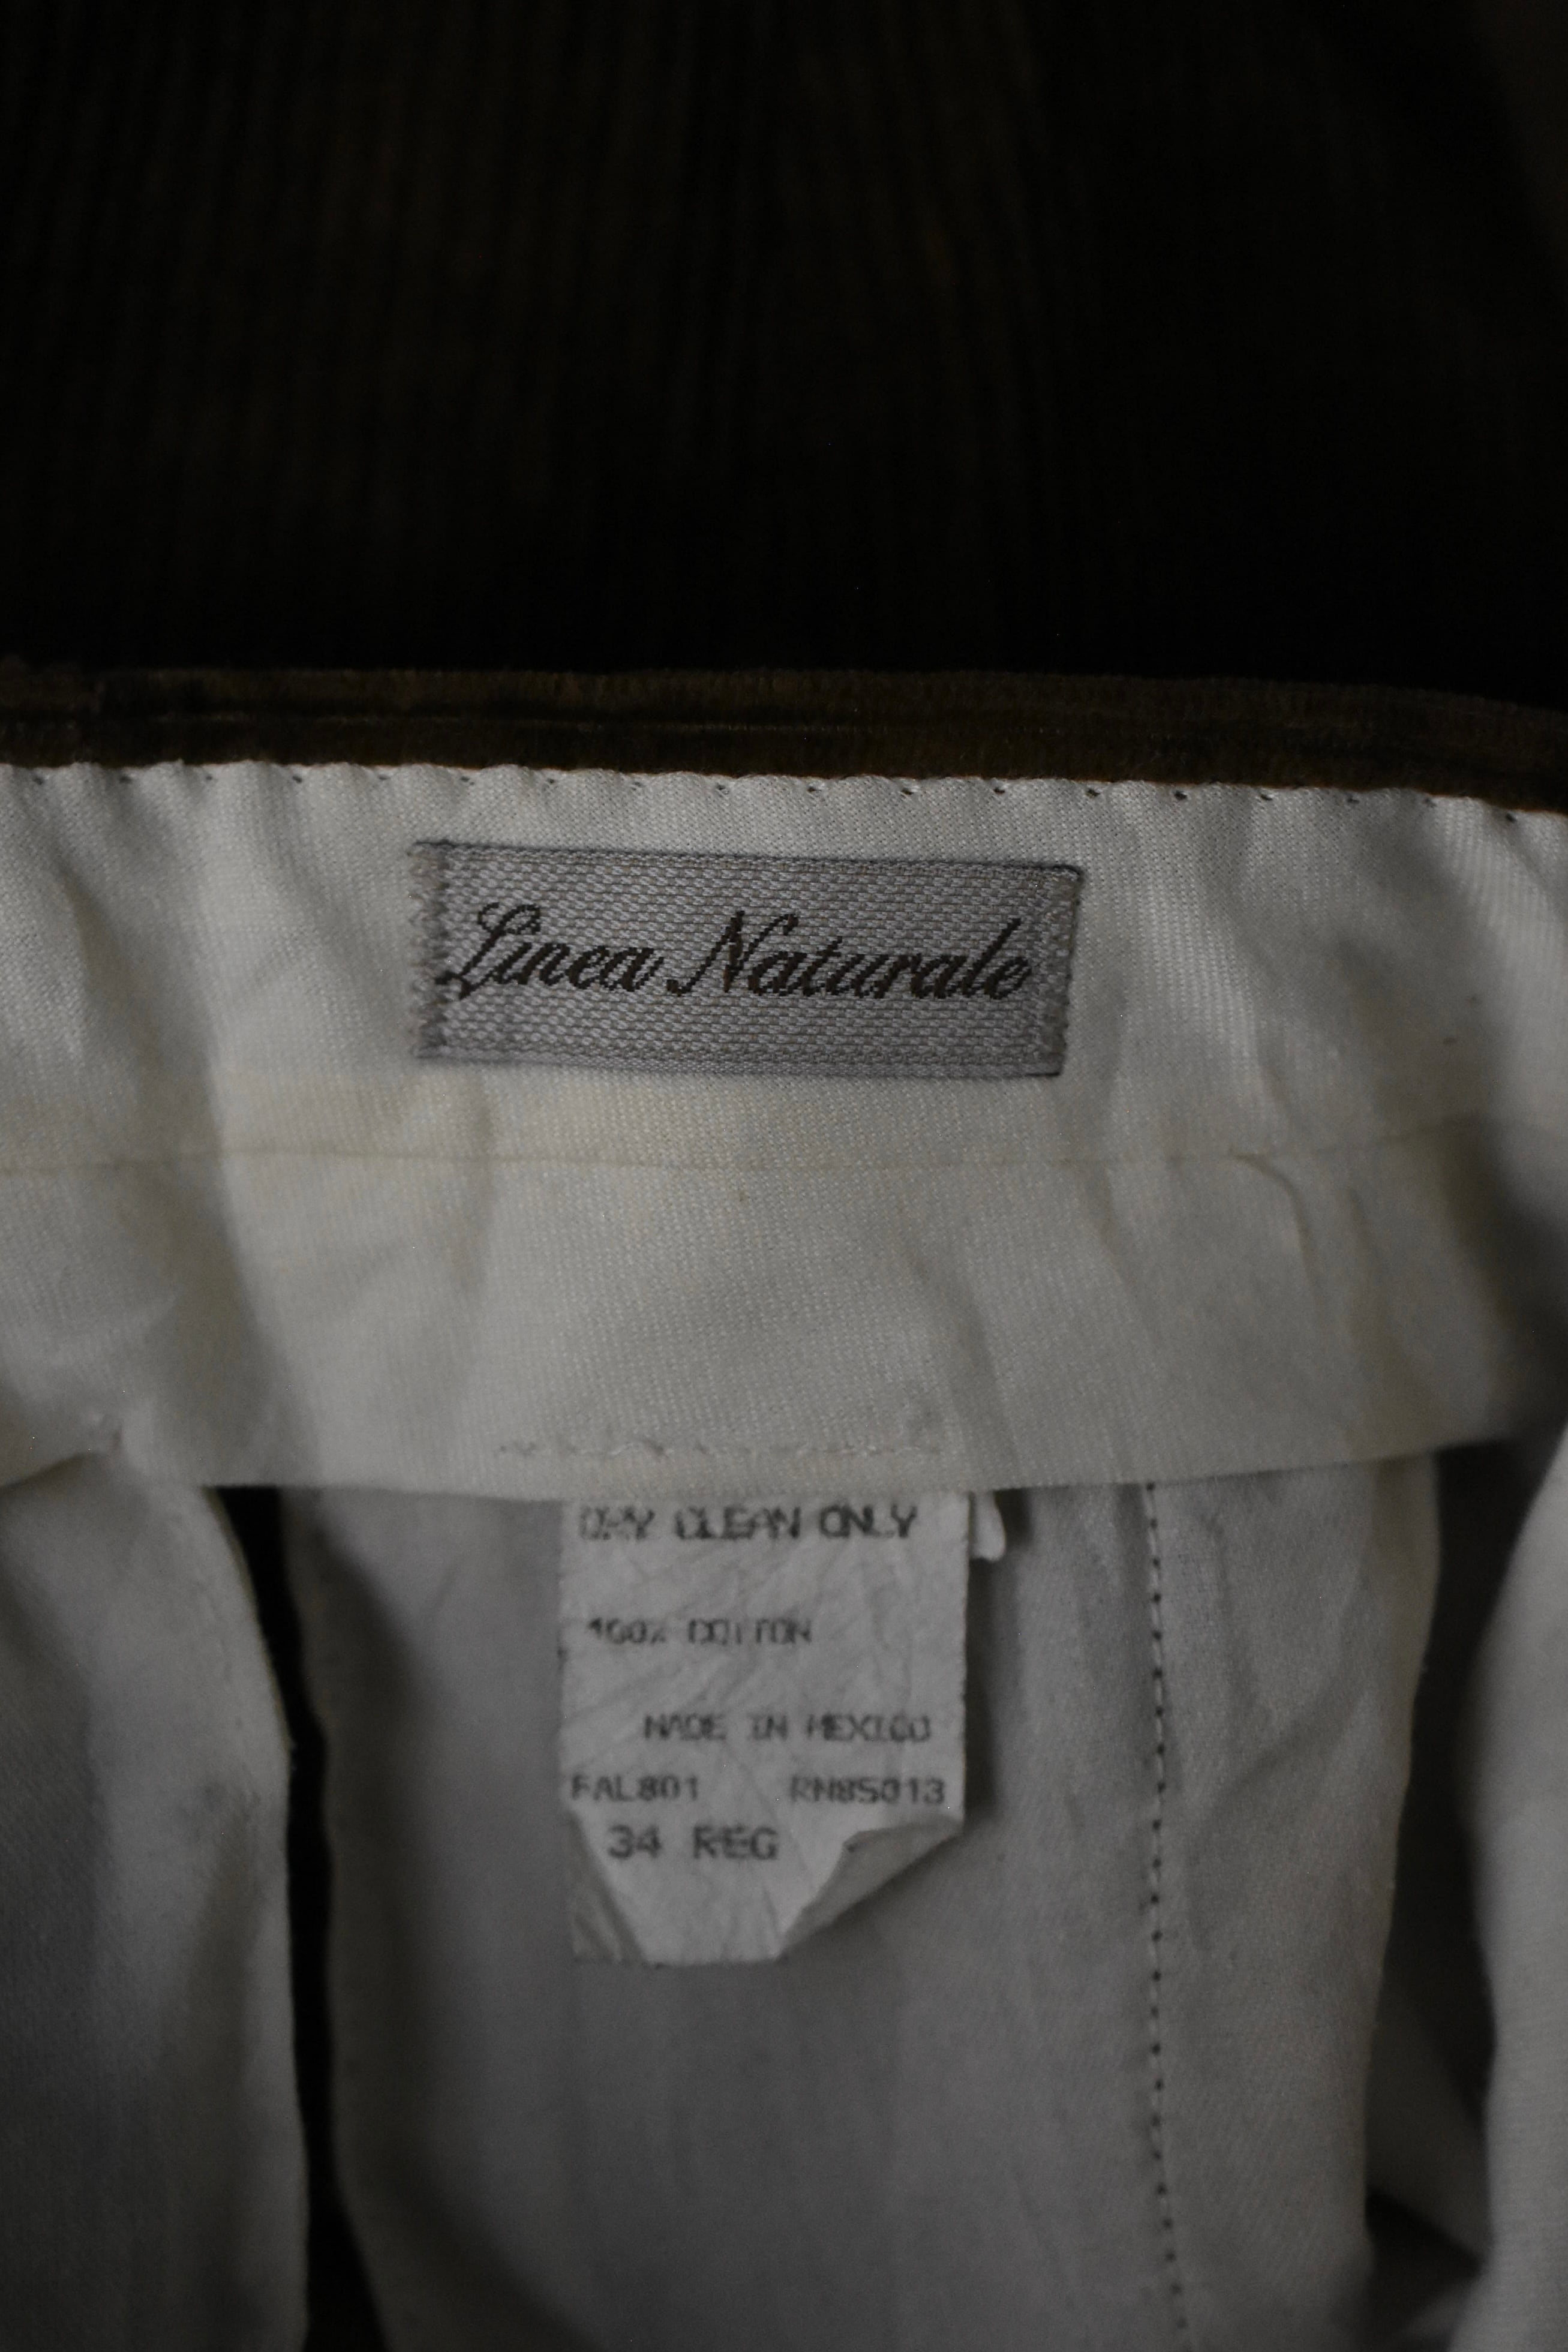 Linea Naturale
DRY CLEAN ONLY
100% COTTON
MADE IN MEXICO
FAL801 RN85013
34 REG